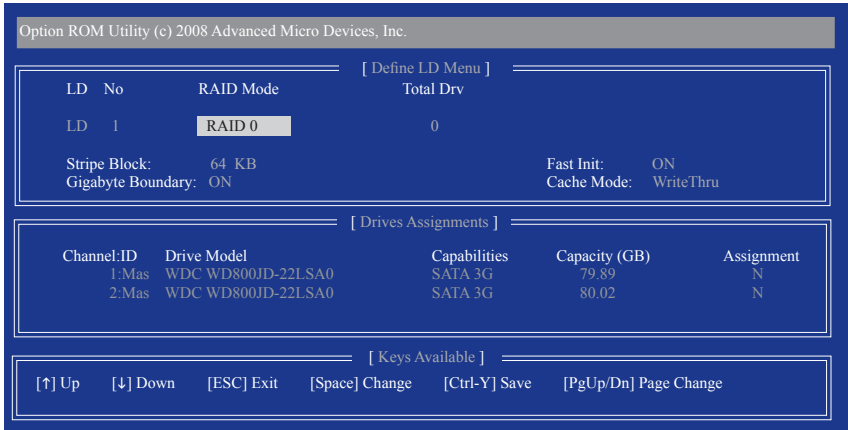 Option ROM Utility (c) 2008 Advanced Micro Devices, Inc.
[ Define LD Menu ]
LD No RAID Mode Total Drv
LD 1 RAID 0 0
Stripe Block: 64 KB Fast Init: ON
Gigabyte Boundary: ON Cache Mode: WriteThru
[ Drives Assignments ]
Channel:ID Drive Model Capabilities Capacity (GB) Assignment
1:Mas WDC WD800JD-22LSA0 SATA 3G 79.89 N
2:Mas WDC WD800JD-22LSA0 SATA 3G 80.02 N
[ Keys Available ]
[↑] Up [↓] Down [ESC] Exit [Space] Change [Ctrl-Y] Save [PgUp/Dn] Page Change